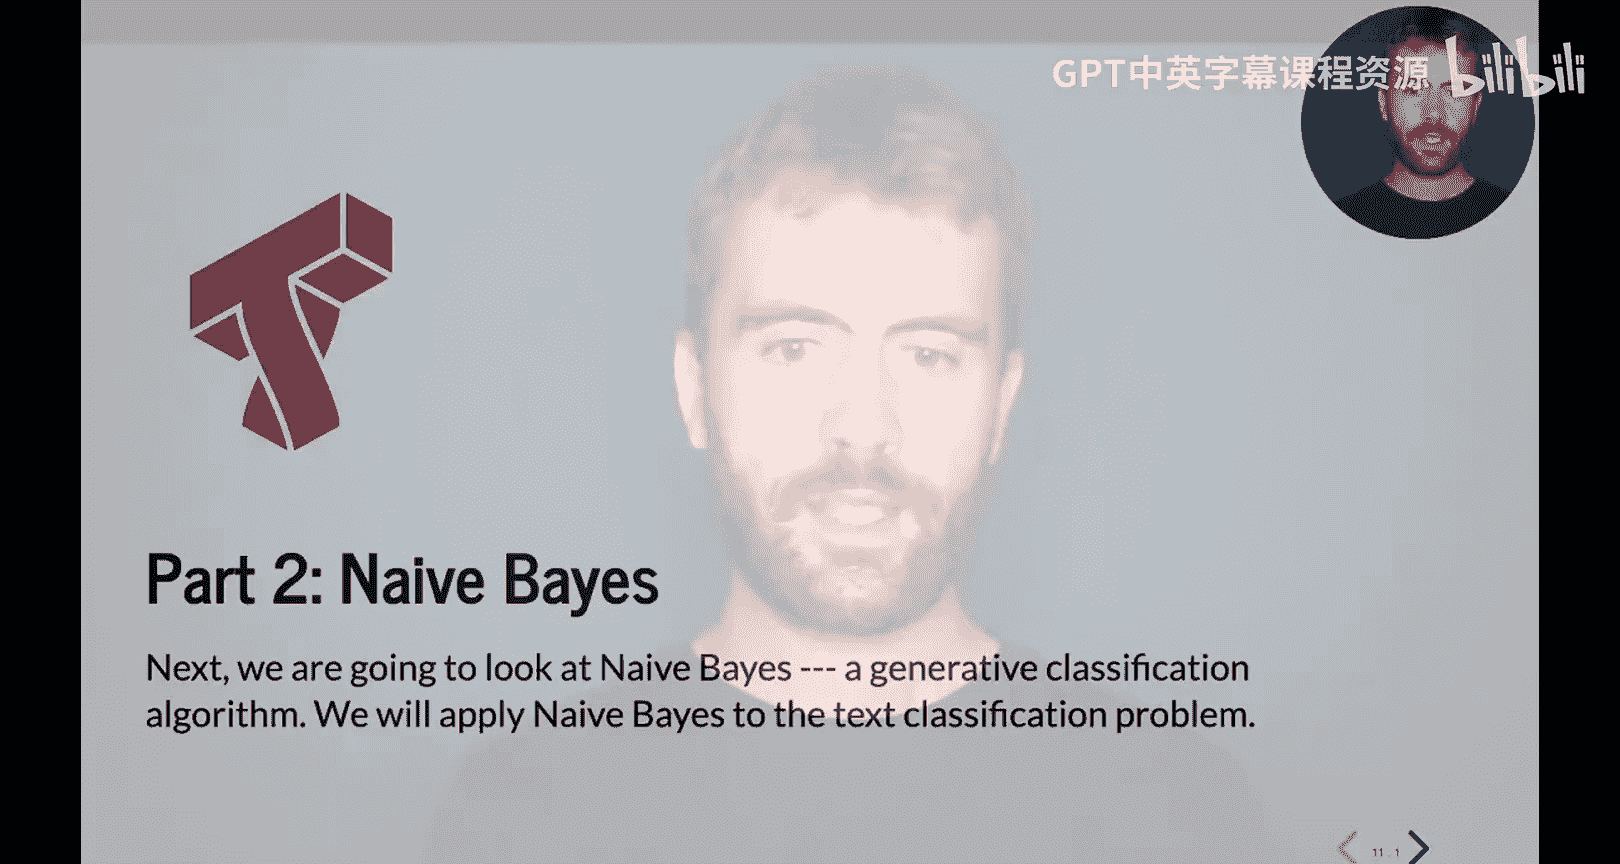 GPT中英字幕课程资源 bilibili
Part 2: Naive Bayes
Next, we are going to look at Naive Bayes --- a generative classification
algorithm. We will apply Naive Bayes to the text classification problem.
11 . 1